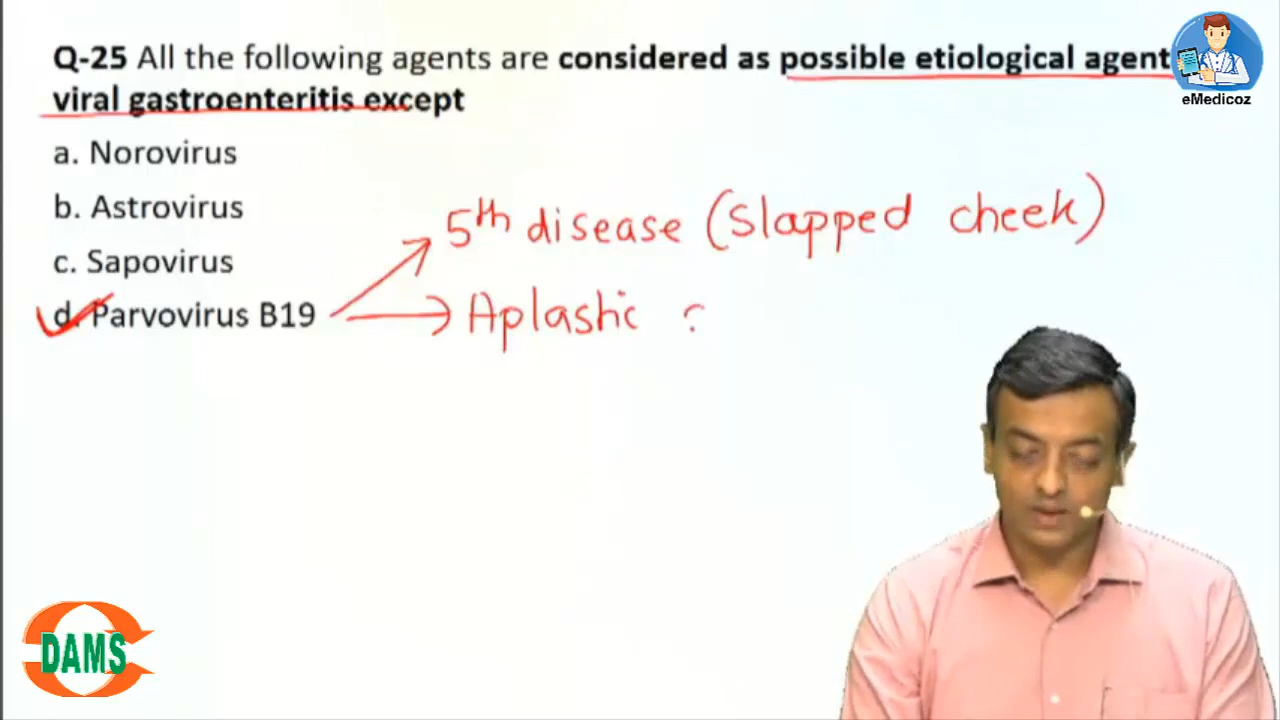 Q-25 All the following agents are considered as possible etiological agent
viral gastroenteritis except
eMedicoz
a. Norovirus
b. Astrovirus
c. Sapovirus
d. Parvovirus B19
5th disease (Slapped cheek)
Aplastic
DAMS